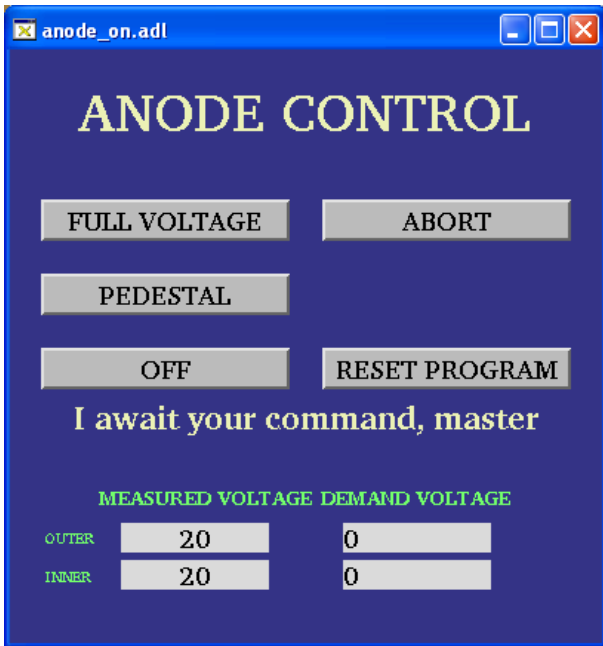 anode_on.adl
ANODE CONTROL
FULL VOLTAGE ABORT
PEDESTAL
OFF RESET PROGRAM
I await your command, master
MEASURED VOLTAGE DEMAND VOLTAGE
OUTER 20 0
INNER 20 0